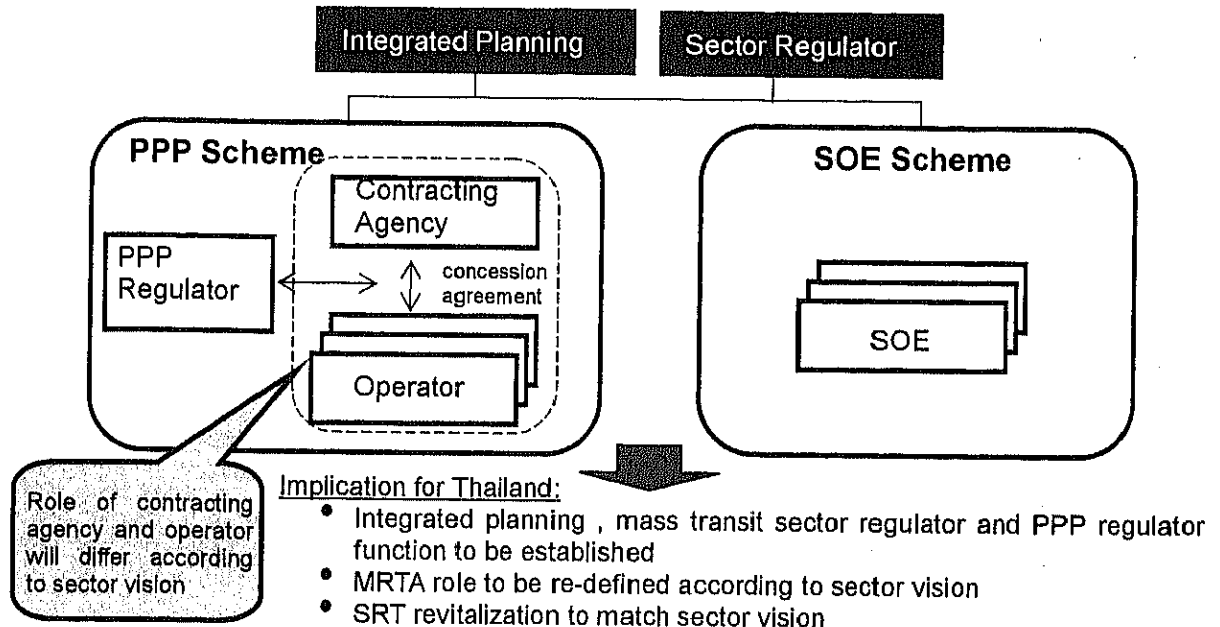 Integrated Planning
Sector Regulator
PPP Scheme
SOE Scheme
Contracting
Agency
PPP
Regulator
concession
agreement
Operator
SOE
Role of contracting
agency and operator
will differ according
to sector vision
Implication for Thailand:
• Integrated planning , mass transit sector regulator and PPP regulator
function to be established
• MRTA role to be re-defined according to sector vision
• SRT revitalization to match sector vision